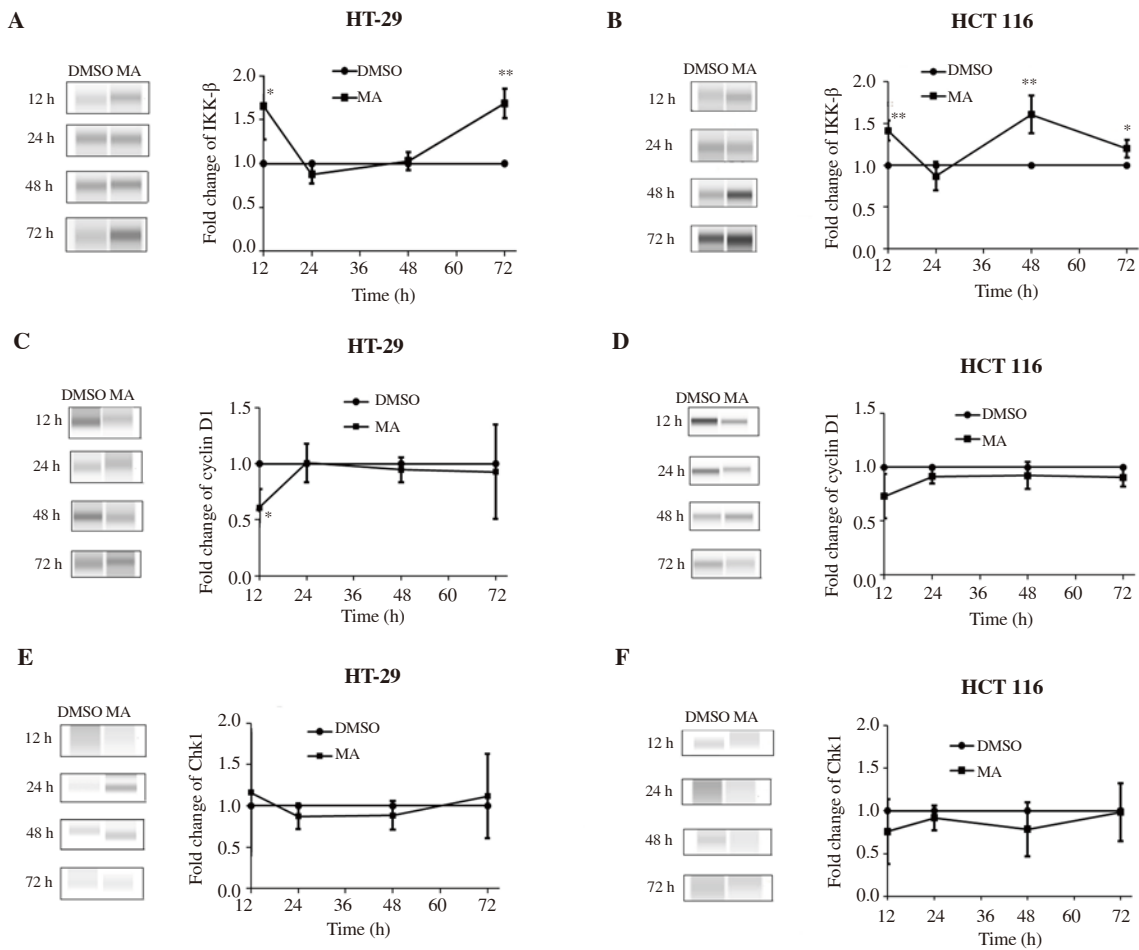 A
HT-29
DMSO MA
12 h
24 h
48 h
72 h
Fold change of IKK-β
2.0
1.5
1.0
0.5
0.0
DMSO
MA
*
**
12 24 36 48 60 72
Time (h)
B
HCT 116
DMSO MA
12 h
24 h
48 h
72 h
Fold change of IKK-β
2.0
1.5
1.0
0.5
0.0
DMSO
MA
**
**
*
12 24 36 48 60 72
Time (h)
C
HT-29
DMSO MA
12 h
24 h
48 h
72 h
Fold change of cyclin D1
1.5
1.0
0.5
0.0
DMSO
MA
*
12 24 36 48 60 72
Time (h)
D
HCT 116
DMSO MA
12 h
24 h
48 h
72 h
Fold change of cyclin D1
1.5
1.0
0.5
0.0
DMSO
MA
12 24 36 48 60 72
Time (h)
E
HT-29
DMSO MA
12 h
24 h
48 h
72 h
Fold change of Chk1
2.0
1.5
1.0
0.5
0.0
DMSO
MA
12 24 36 48 60 72
Time (h)
F
HCT 116
DMSO MA
12 h
24 h
48 h
72 h
Fold change of Chk1
2.0
1.5
1.0
0.5
0.0
DMSO
MA
12 24 36 48 60 72
Time (h)